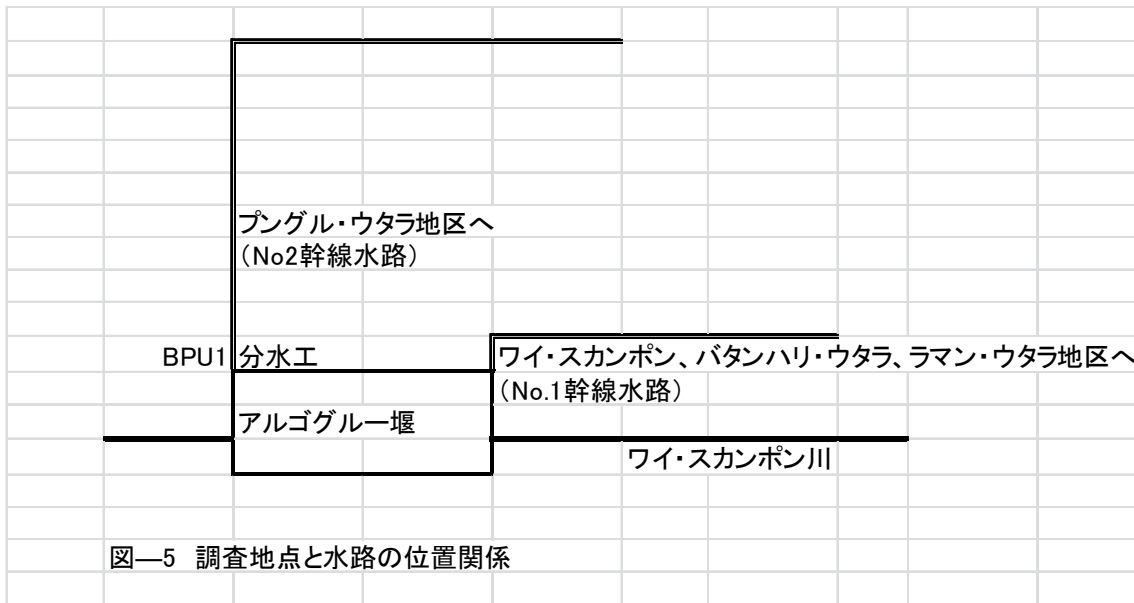 プングル・ウタラ地区へ
（No2幹線水路）
BPU1 分水工
ワイ・スカンポン、バタンハリ・ウタラ、ラマン・ウタラ地区へ
（No.1幹線水路）
アルゴグルー堰
ワイ・スカンポン川
図―5　調査地点と水路の位置関係